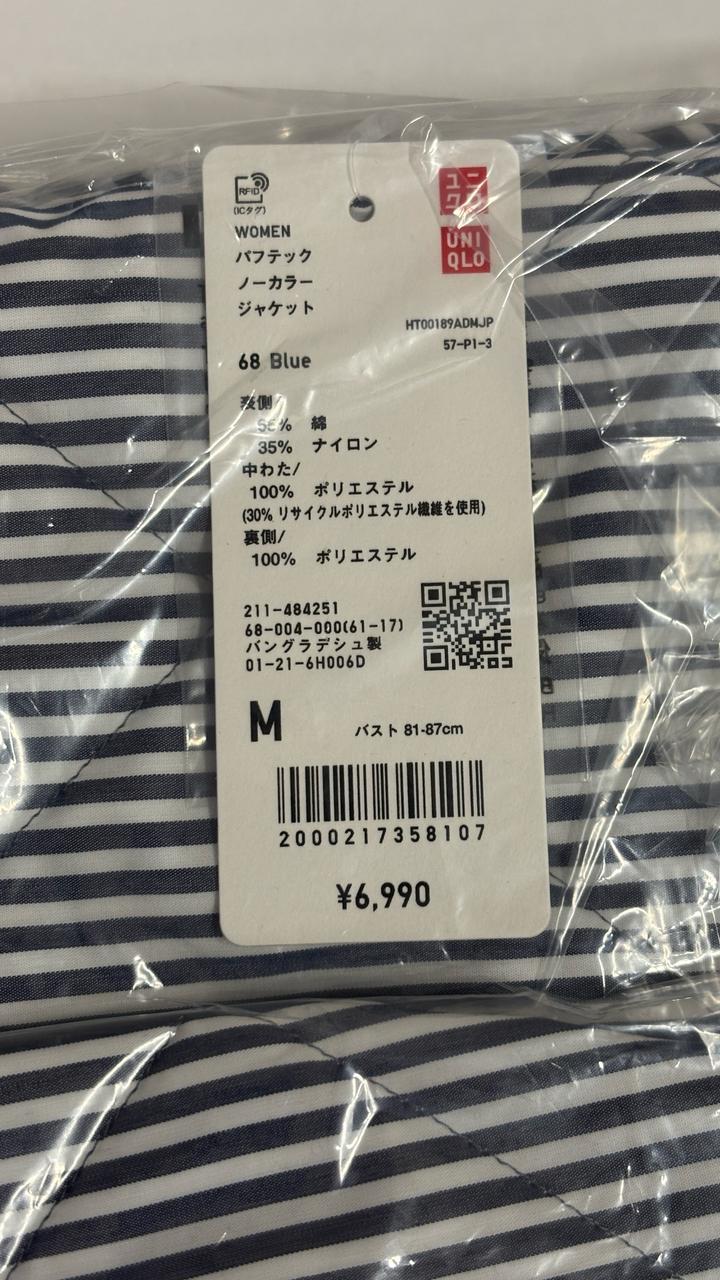 RFID
(ICタグ)
ユニ
クロ
UNI
QLO
WOMEN
パフテック
ノーカラー
ジャケット
HT00189ADMJP
57-P1-3
68 Blue
表側/
65% 綿
35% ナイロン
中わた/
100% ポリエステル
(30% リサイクルポリエステル繊維を使用)
裏側/
100% ポリエステル
211-484251
68-004-000(61-17)
バングラデシュ製
01-21-6H006D
M バスト 81-87cm
2000217358107
¥6,990